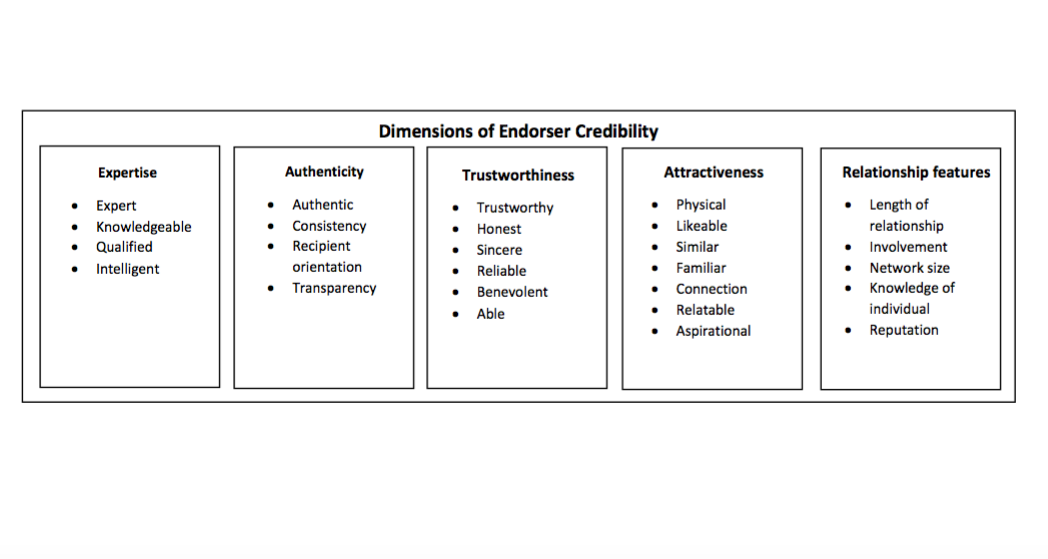 Dimensions of Endorser Credibility
Expertise
• Expert
• Knowledgeable
• Qualified
• Intelligent
Authenticity
• Authentic
• Consistency
• Recipient
orientation
• Transparency
Trustworthiness
• Trustworthy
• Honest
• Sincere
• Reliable
• Benevolent
• Able
Attractiveness
• Physical
• Likeable
• Similar
• Familiar
• Connection
• Relatable
• Aspirational
Relationship features
• Length of
relationship
• Involvement
• Network size
• Knowledge of
individual
• Reputation